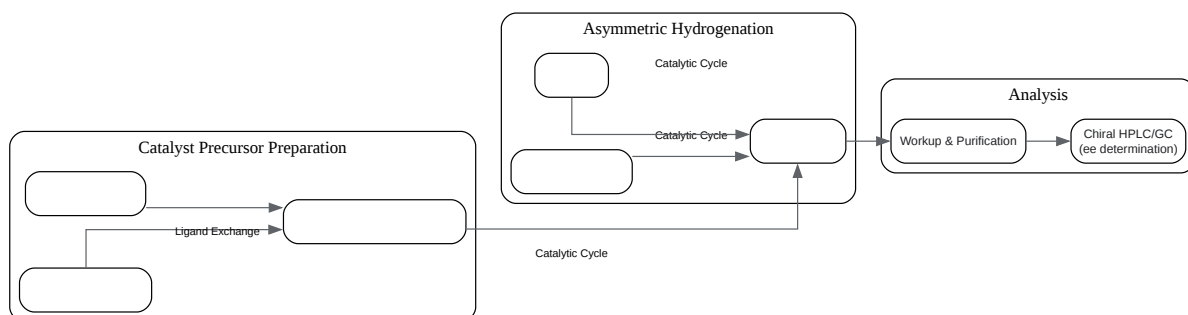 Asymmetric Hydrogenation
Catalytic Cycle
Catalytic Cycle
Analysis
Workup & Purification
Chiral HPLC/GC
(ee determination)
Catalyst Precursor Preparation
Ligand Exchange
Catalytic Cycle